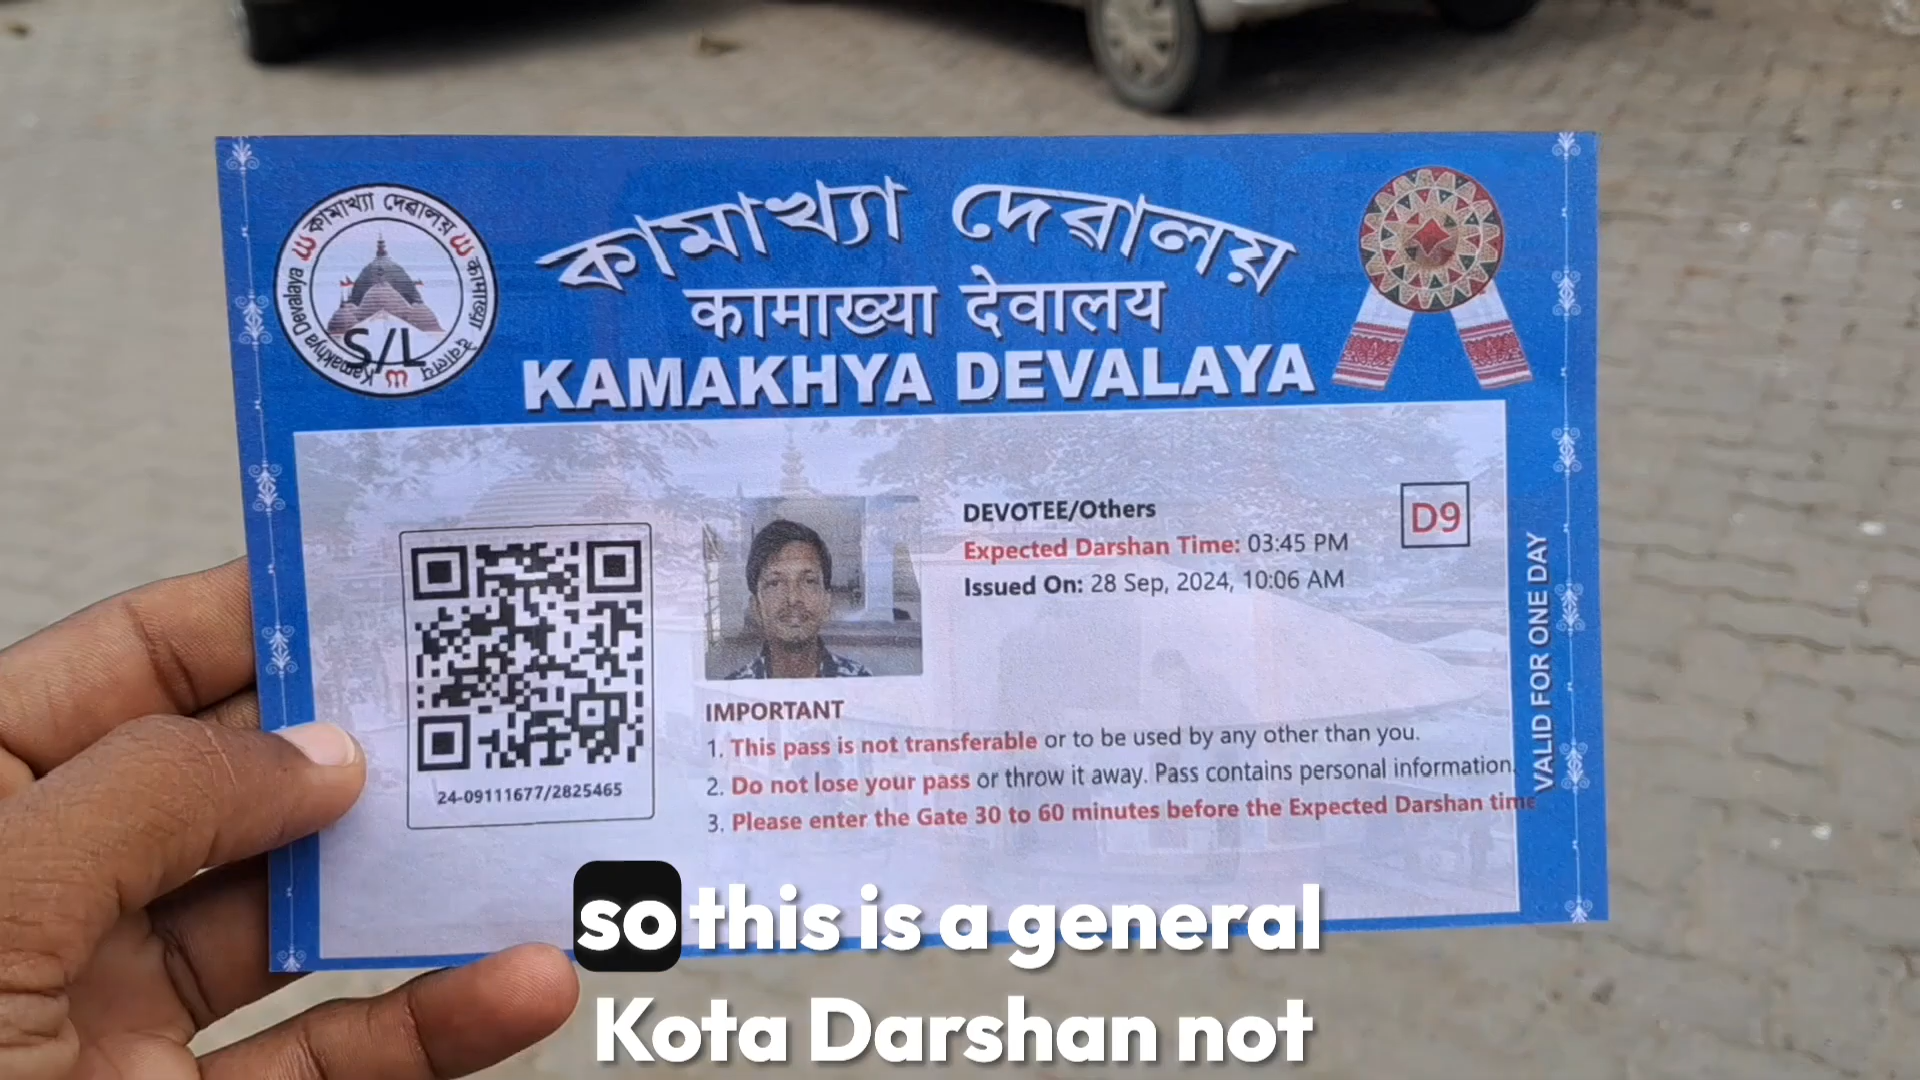 কামাখ্যা দেৱালয়
कामाख्या देवालय
KAMAKHYA DEVALAYA
কামাখ্যা দেৱালয়
कामाख्या देवालय
Kamakhya Devalaya
S/L
DEVOTEE/Others
D9
Expected Darshan Time: 03:45 PM
Issued On: 28 Sep, 2024, 10:06 AM
24-09111677/2825465
IMPORTANT
1. This pass is not transferable or to be used by any other than you.
2. Do not lose your pass or throw it away. Pass contains personal information.
3. Please enter the Gate 30 to 60 minutes before the Expected Darshan time
VALID FOR ONE DAY
so this is a general
Kota Darshan not